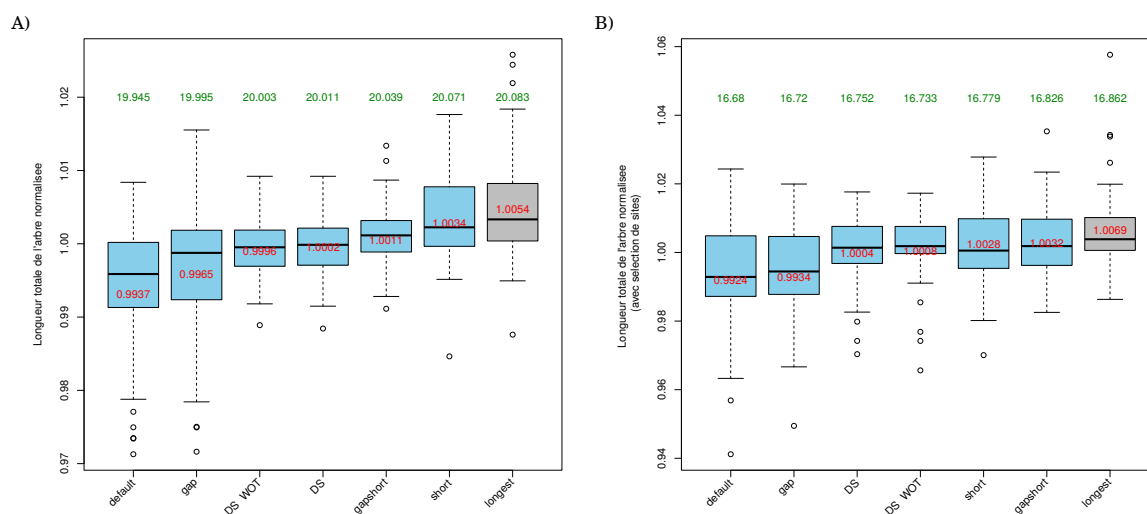 A)
Longueur totale de l'arbre normalisee
1.02
1.01
1.00
0.99
0.98
0.97
19.945 19.995 20.003 20.011 20.039 20.071 20.083
0.9937 0.9965 0.9996 1.0002 1.0011 1.0034 1.0054
default gap DS_WOT DS gapshort short longest
B)
Longueur totale de l'arbre normalisee
(avec selection de sites)
1.06
1.04
1.02
1.00
0.98
0.96
0.94
16.68 16.72 16.752 16.733 16.779 16.826 16.862
0.9924 0.9934 1.0004 1.0008 1.0028 1.0032 1.0069
default gap DS DS_WOT short gapshort longest